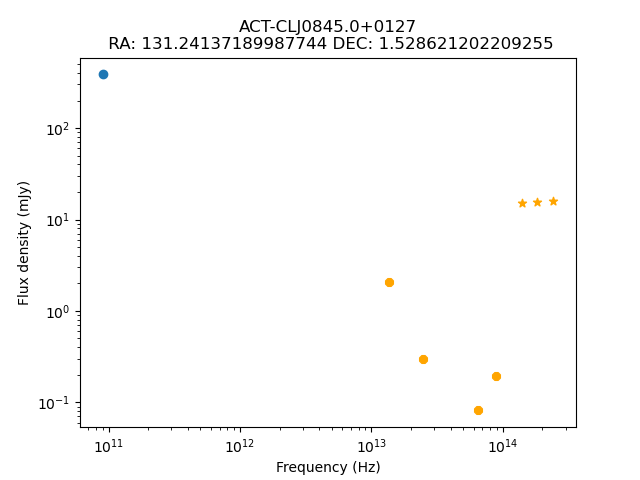 ACT-CLJ0845.0+0127
RA: 131.24137189987744 DEC: 1.528621202209255
Flux density (mJy)
10²
10¹
10⁰
10⁻¹
10¹¹ 10¹² 10¹³ 10¹⁴
Frequency (Hz)